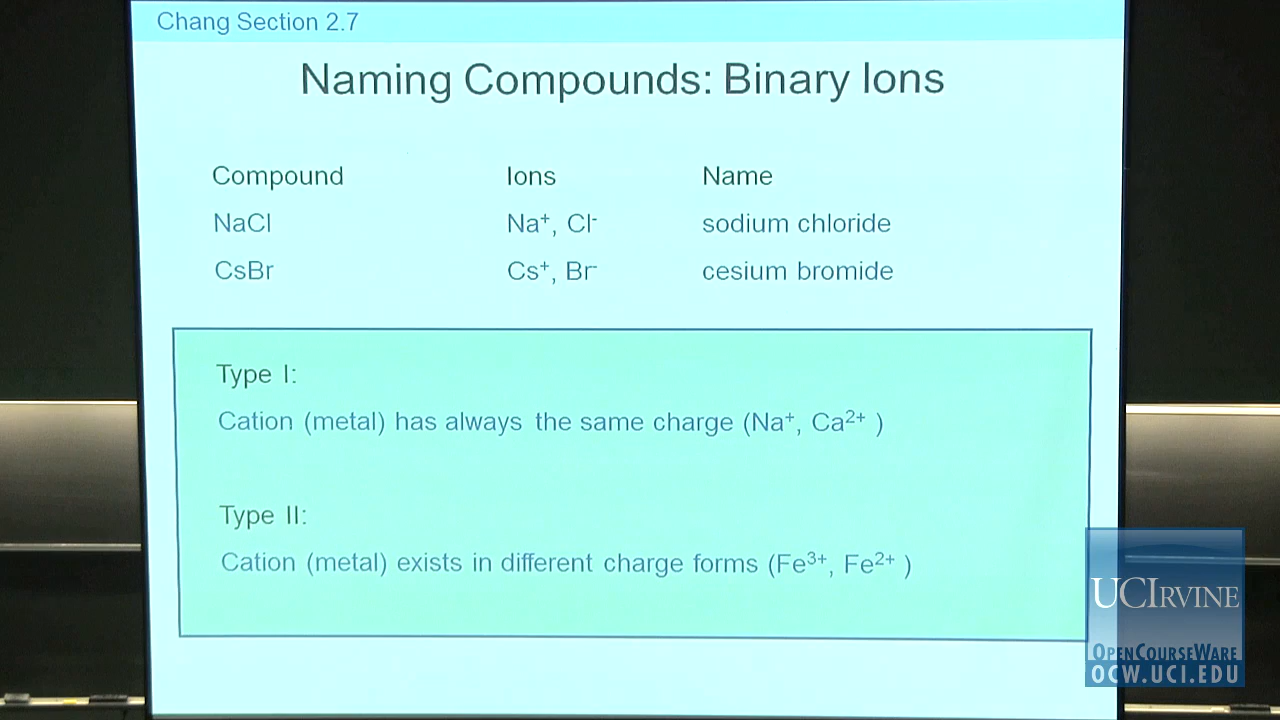 Chang Section 2.7
Naming Compounds: Binary Ions
Compound Ions Name
NaCl Na⁺, Cl⁻ sodium chloride
CsBr Cs⁺, Br⁻ cesium bromide
Type I:
Cation (metal) has always the same charge (Na⁺, Ca²⁺ )
Type II:
Cation (metal) exists in different charge forms (Fe³⁺, Fe²⁺ )
UCIRVINE
OPENCOURSEWARE
OCW.UCI.EDU